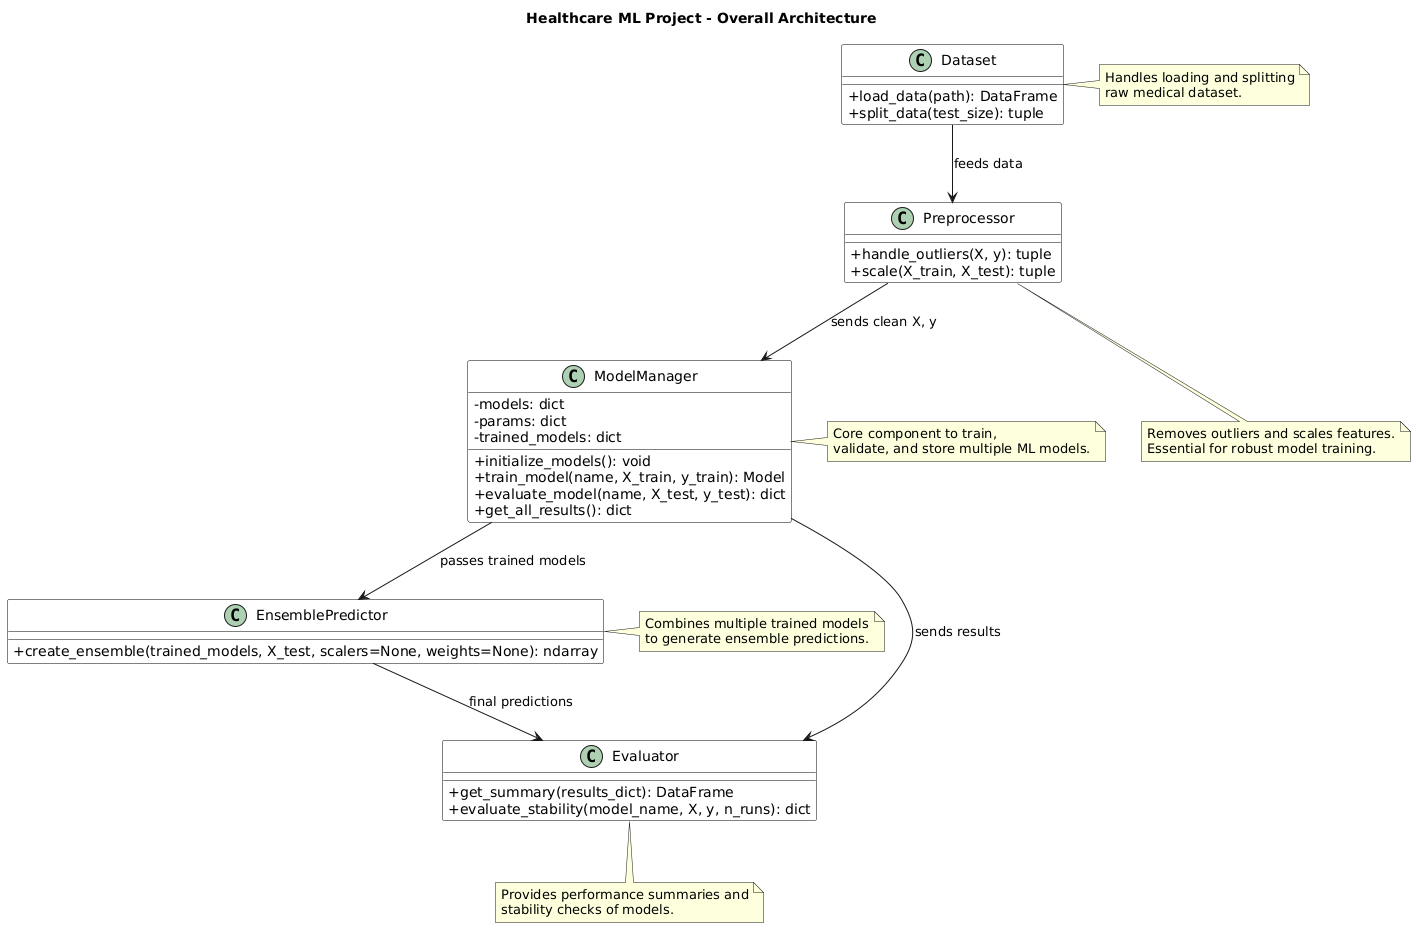 Healthcare ML Project - Overall Architecture
C Dataset
+load_data(path): DataFrame
+split_data(test_size): tuple
Handles loading and splitting
raw medical dataset.
feeds data
C Preprocessor
+handle_outliers(X, y): tuple
+scale(X_train, X_test): tuple
sends clean X, y
C ModelManager
-models: dict
-params: dict
-trained_models: dict
+initialize_models(): void
+train_model(name, X_train, y_train): Model
+evaluate_model(name, X_test, y_test): dict
+get_all_results(): dict
Core component to train,
validate, and store multiple ML models.
Removes outliers and scales features.
Essential for robust model training.
passes trained models
C EnsemblePredictor
+create_ensemble(trained_models, X_test, scalers=None, weights=None): ndarray
Combines multiple trained models
to generate ensemble predictions.
sends results
final predictions
C Evaluator
+get_summary(results_dict): DataFrame
+evaluate_stability(model_name, X, y, n_runs): dict
Provides performance summaries and
stability checks of models.